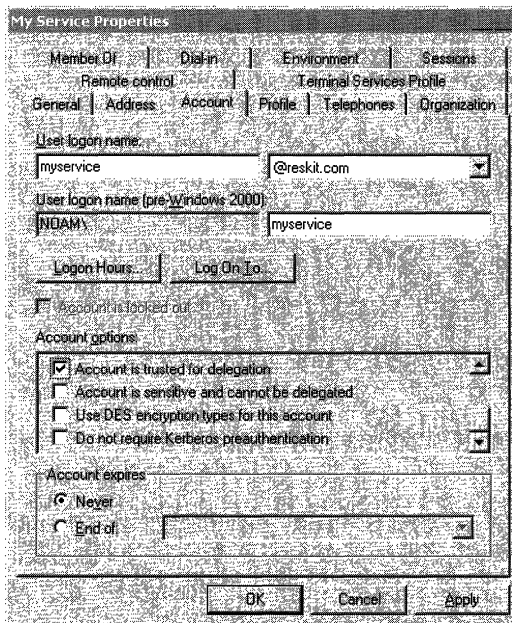 My Service Properties
Member Of Dial-in Environment Sessions
Remote control Terminal Services Profile
General Address Account Profile Telephones Organization
User logon name:
myservice @reskit.com
User logon name (pre-Windows 2000):
NOAM\ myservice
Logon Hours... Log On To...
Account is locked out
Account options:
Account is trusted for delegation
Account is sensitive and cannot be delegated
Use DES encryption types for this account
Do not require Kerberos preauthentication
Account expires
Never
End of:
OK Cancel Apply